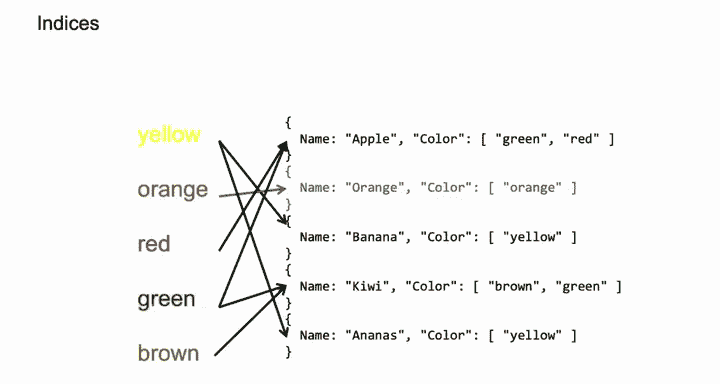 Indices
yellow
orange
red
green
brown
{
Name: "Apple", "Color": [ "green", "red" ]
}
{
Name: "Orange", "Color": [ "orange" ]
}
{
Name: "Banana", "Color": [ "yellow" ]
}
{
Name: "Kiwi", "Color": [ "brown", "green" ]
}
{
Name: "Ananas", "Color": [ "yellow" ]
}